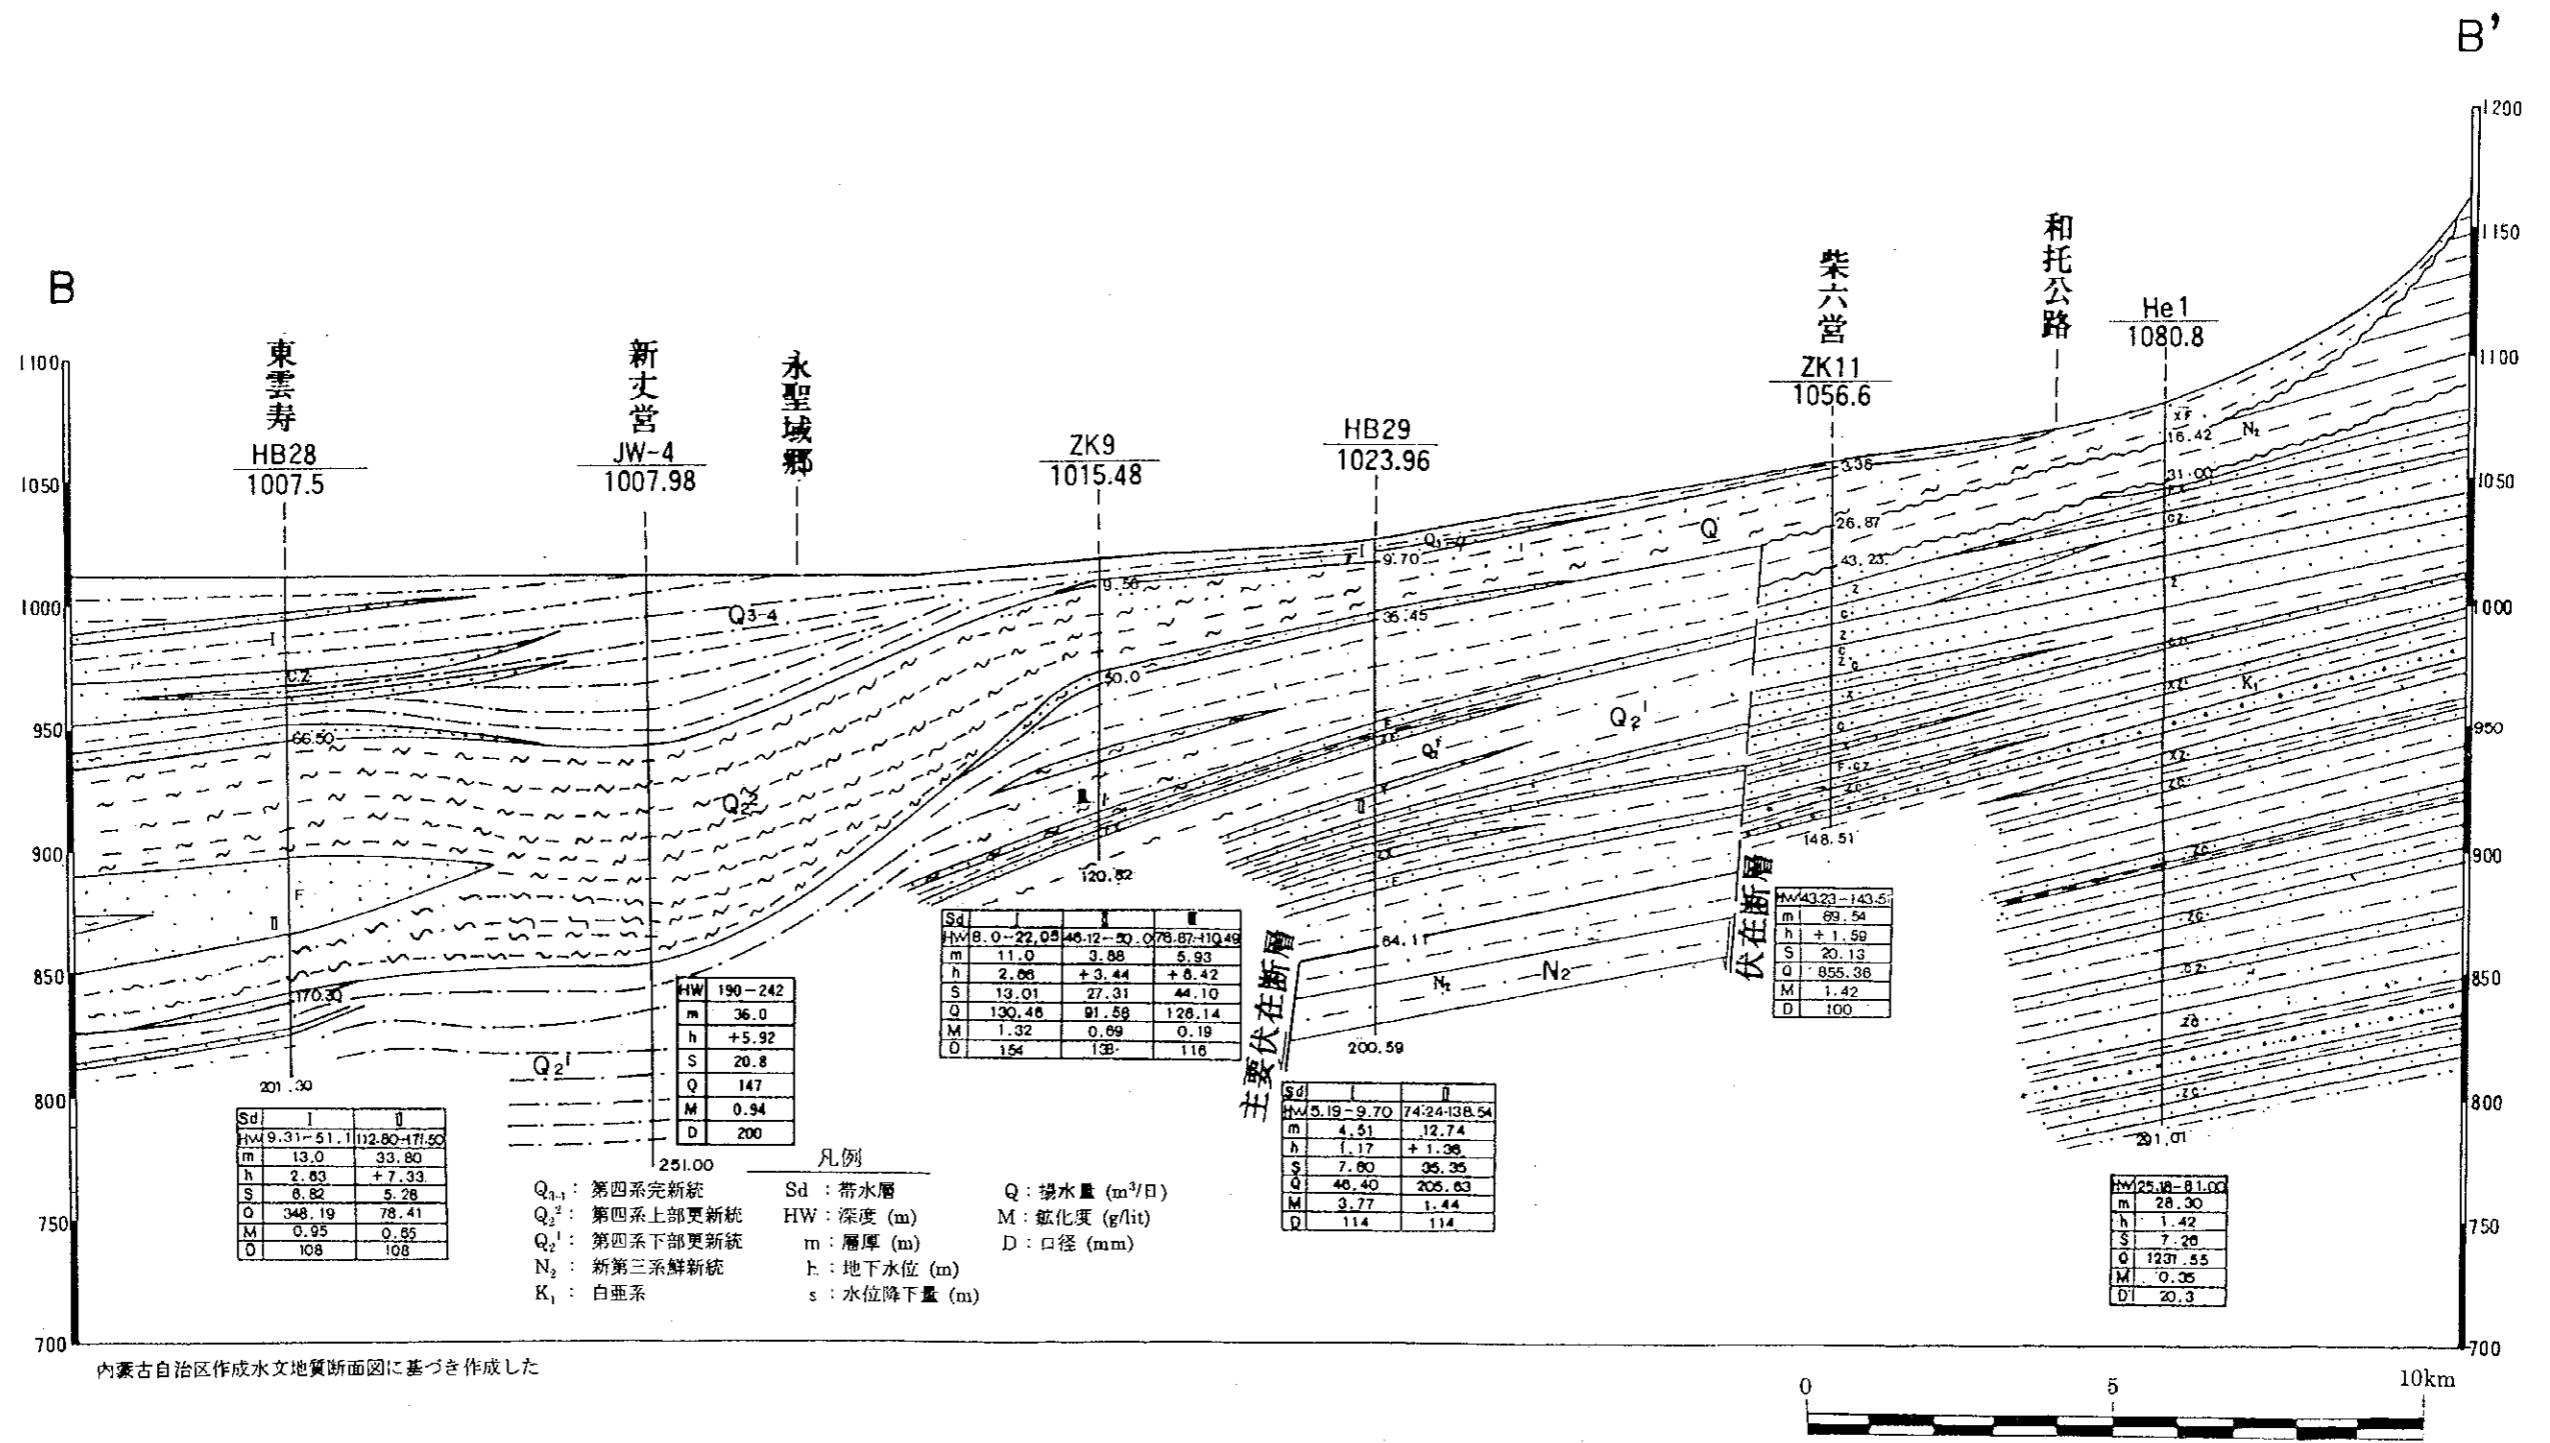 B
B'
東雲寿
HB28
1007.5
新丈営
JW-4
1007.98
永聖域郷
ZK9
1015.48
HB29
1023.96
柴六営
ZK11
1056.6
和托公路
He1
1080.8
1100
1050
1000
950
900
850
800
750
700
1200
1150
1100
1050
1000
950
900
850
800
750
700
Q3-4
Q₂²
Q₂¹
Q
Q₂¹
N₂
N₂
N₂
K₁
I
C.Z
66.50
F
II
170.30
201.30
251.00
9.50
50.0
120.82
I
9.70
35.45
II
64.11
200.59
3.36
26.87
43.23
148.51
16.42
31.00
291.01
主要伏在断層
伏在断層
Sd I II
HW 9.31-51.1 112.80-171.50
m 13.0 33.80
h 2.63 +7.33
S 6.82 5.28
Q 348.19 78.41
M 0.95 0.65
D 108 108
HW 190-242
m 36.0
h +5.92
S 20.8
Q 147
M 0.94
D 200
Sd I II III
HW 8.0-22.05 46.12-50.0 76.87-110.49
m 11.0 3.88 5.93
h 2.66 +3.44 +6.42
S 13.01 27.31 44.10
Q 130.46 91.58 126.14
M 1.32 0.69 0.19
D 154 138 116
Sd I II
HW 5.19-9.70 74.24-138.54
m 4.51 12.74
h 1.17 +1.36
S 7.60 35.35
Q 46.40 205.63
M 3.77 1.44
D 114 114
HW 43.23-143.5
m 69.54
h +1.59
S 20.13
Q 855.36
M 1.42
D 100
HW 25.18-81.00
m 28.30
h 1.42
S 7.26
Q 1231.55
M 0.35
D 20.3
凡例
Q₃₋₄: 第四系完新統
Q₂²: 第四系上部更新統
Q₂¹: 第四系下部更新統
N₂ : 新第三系鮮新統
K₁ : 白亜系
Sd : 帯水層
HW : 深度 (m)
m : 層厚 (m)
h : 地下水位 (m)
s : 水位降下量 (m)
Q : 揚水量 (m³/日)
M : 鉱化度 (g/lit)
D : 口径 (mm)
内蒙古自治区作成水文地質断面図に基づき作成した
0 5 10km